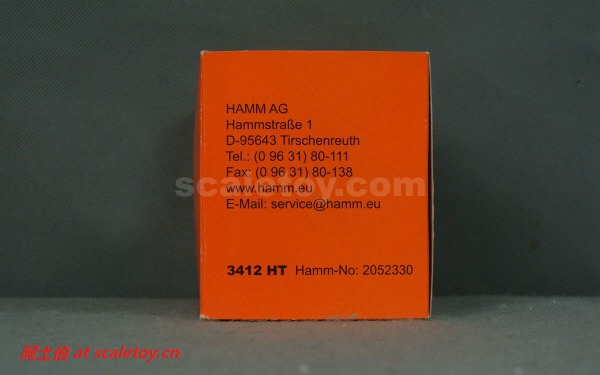 HAMM AG
Hammstraße 1
D-95643 Tirschenreuth
Tel.: (0 96 31) 80-111
Fax: (0 96 31) 80-138
scaletoy.com
www.hamm.eu
E-Mail: service@hamm.eu
3412 HT Hamm-No: 2052330
阿土伯 at scaletoy.cn